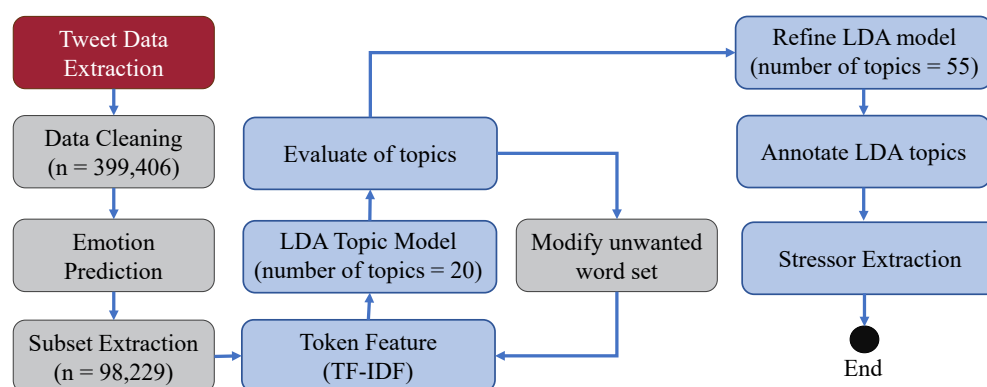 Tweet Data
Extraction
Data Cleaning
(n = 399,406)
Emotion
Prediction
Subset Extraction
(n = 98,229)
Token Feature
(TF-IDF)
LDA Topic Model
(number of topics = 20)
Evaluate of topics
Modify unwanted
word set
Refine LDA model
(number of topics = 55)
Annotate LDA topics
Stressor Extraction
End